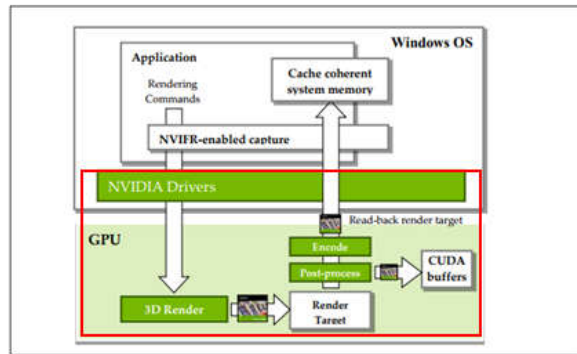 Windows OS
Application
Rendering
Commands
Cache coherent
system memory
NVIFR-enabled capture
NVIDIA Drivers
Read-back render target
GPU
Encode
Post-process
CUDA
buffers
3D Render
Render
Target